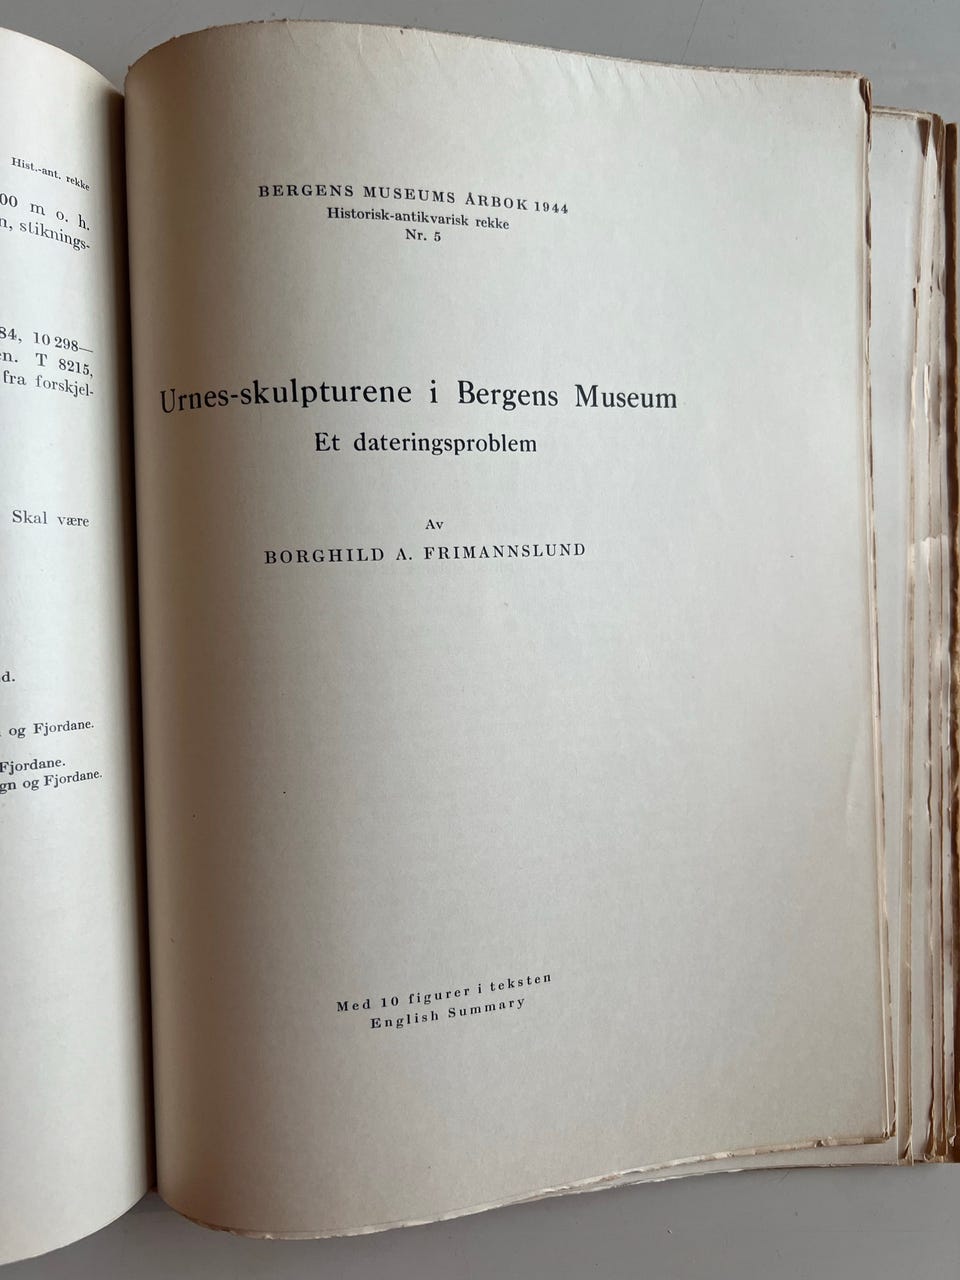 Hist.-ant. rekke
00 m o. h.
n, stiknings-
84, 10 298—
en. T 8215,
fra forskjel-
Skal være
d.
og Fjordane.
Fjordane.
gn og Fjordane.
BERGENS MUSEUMS ÅRBOK 1944
Historisk-antikvarisk rekke
Nr. 5
Urnes-skulpturene i Bergens Museum
Et dateringsproblem
Av
BORGHILD A. FRIMANNSLUND
Med 10 figurer i teksten
English Summary